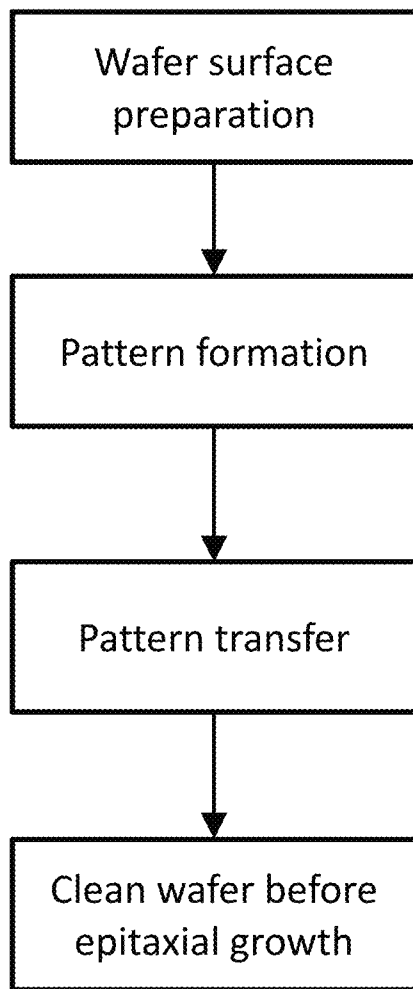 Wafer surface
preparation
Pattern formation
Pattern transfer
Clean wafer before
epitaxial growth